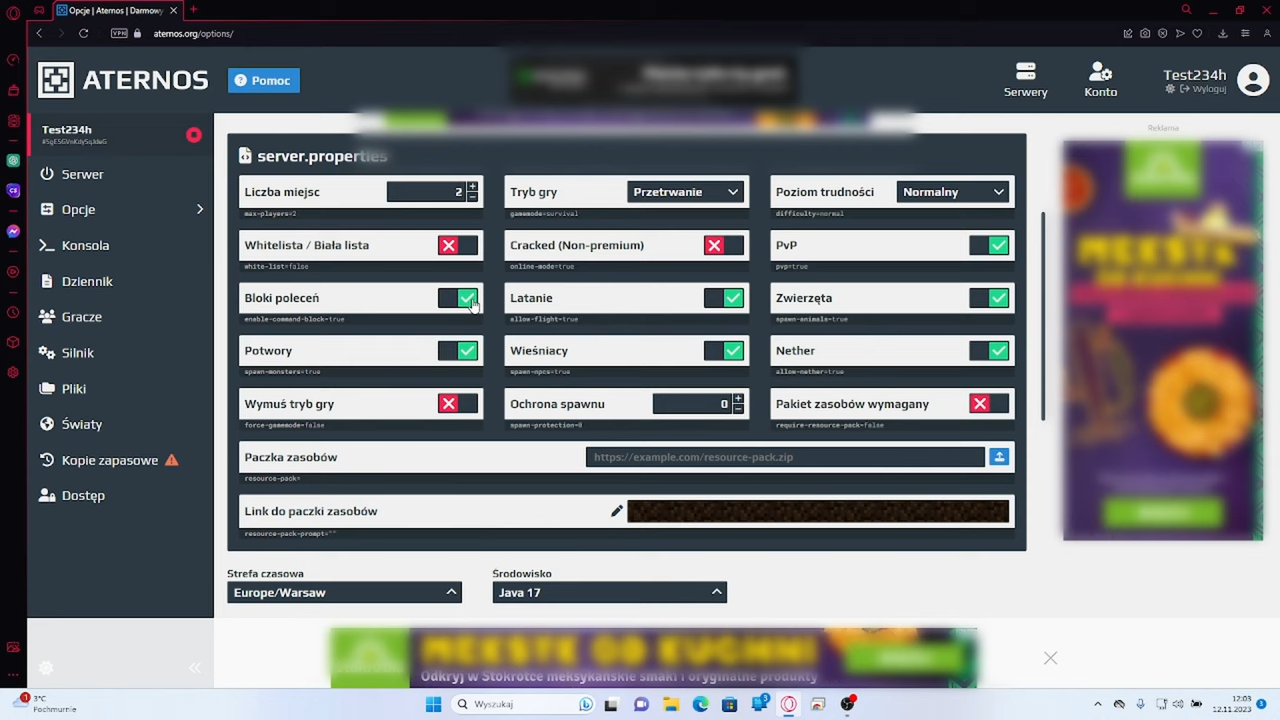 Opcje | Aternos | Darmowy
VPN
aternos.org/options/
ATERNOS
Pomoc
Serwery
Konto
Test234h
Wyloguj
Test234h
Serwer
Opcje
Konsola
Dziennik
Gracze
Silnik
Pliki
Światy
Kopie zapasowe
Dostęp
server.properties
Liczba miejsc
2
max-players=2
Tryb gry
Przetrwanie
gamemode=survival
Poziom trudności
Normalny
difficulty=normal
Whitelista / Biała lista
white-list=false
Cracked (Non-premium)
online-mode=true
PvP
pvp=true
Bloki poleceń
enable-command-block=true
Latanie
allow-flight=true
Zwierzęta
spawn-animals=true
Potwory
spawn-monsters=true
Wieśniacy
spawn-npcs=true
Nether
allow-nether=true
Wymuś tryb gry
force-gamemode=false
Ochrona spawnu
0
spawn-protection=0
Pakiet zasobów wymagany
require-resource-pack=false
Paczka zasobów
https://example.com/resource-pack.zip
resource-pack=
Link do paczki zasobów
resource-pack-prompt=""
Strefa czasowa
Europe/Warsaw
Środowisko
Java 17
Reklama
Odkryj w Stokrotce meksykańskie smaki i oryginalne produkty
1
3°C
Pochmurnie
Wyszukaj
3
12:03
12.11.2023
3